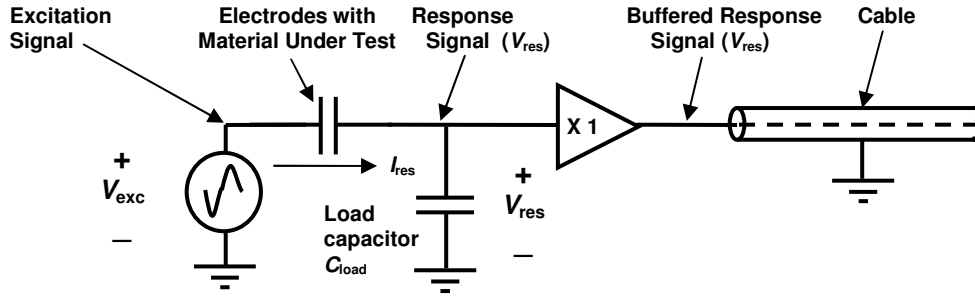 Excitation
Signal
Electrodes with
Material Under Test
Response
Signal (Vres)
Buffered Response
Signal (Vres)
Cable
X 1
+
Vexc
–
Ires
Load
capacitor
Cload
+
Vres
–